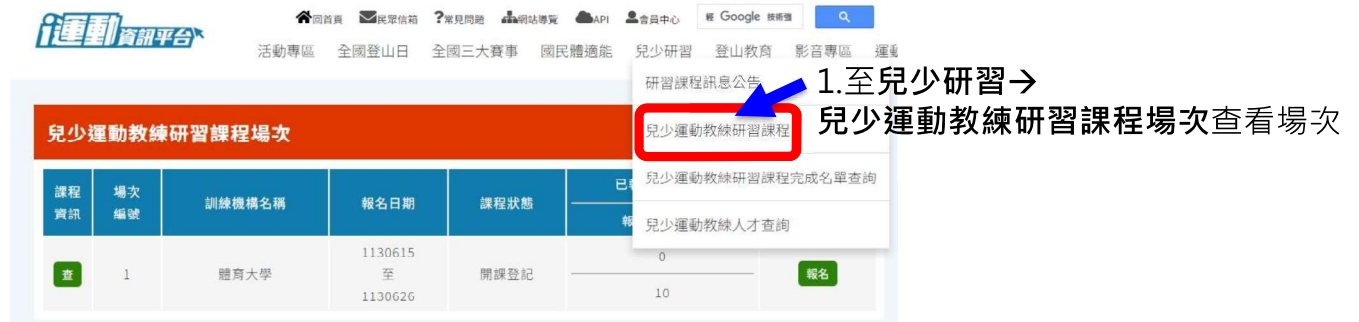 i運動資訊平台
回首頁 民眾信箱 ?常見問題 網站導覽 API 會員中心 經 Google 技術強
活動專區 全國登山日 全國三大賽事 國民體適能 兒少研習 登山教育 影音專區
研習課程訊息公告
兒少運動教練研習課程
兒少運動教練研習課程完成名單查詢
兒少運動教練人才查詢
1.至兒少研習→
兒少運動教練研習課程場次查看場次
兒少運動教練研習課程場次
課程資訊 場次編號 訓練機構名稱 報名日期 課程狀態
查 1 體育大學 1130615 至 1130626 開課登記 0 10 報名